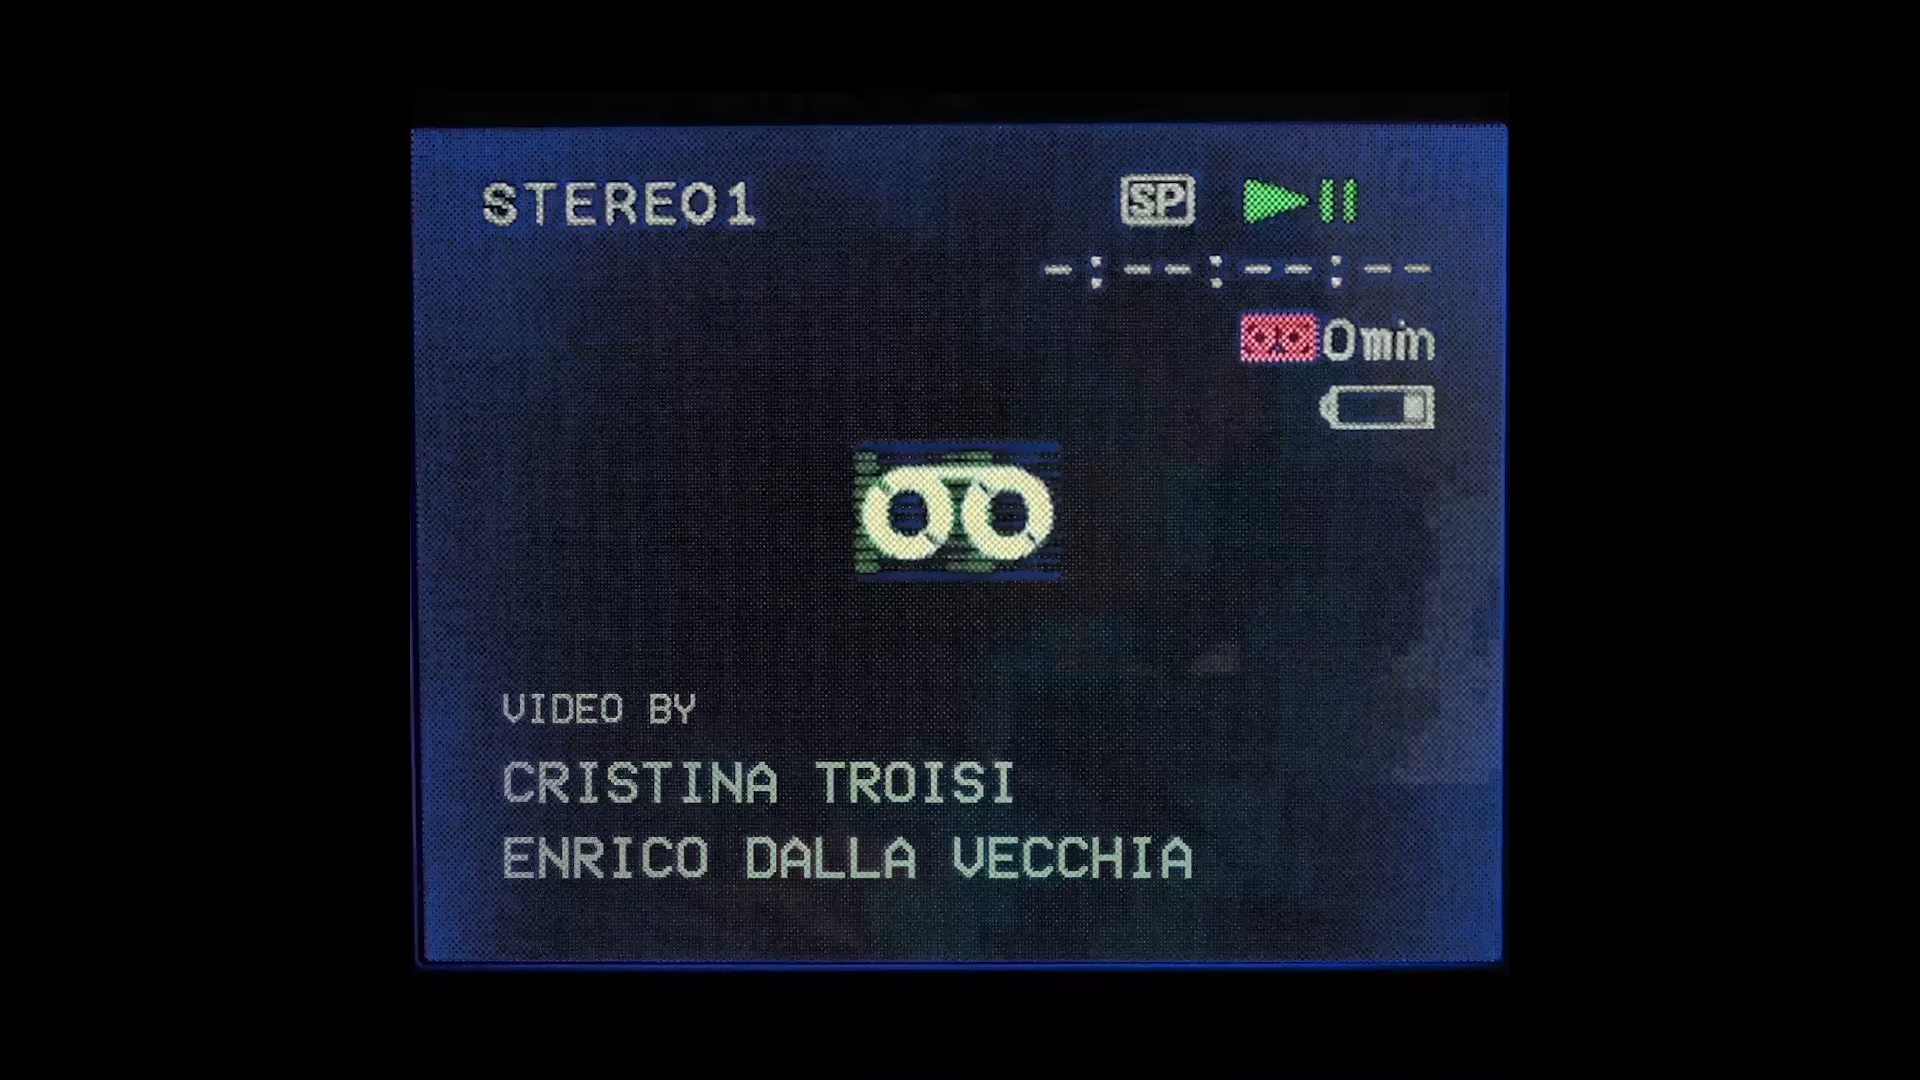 STEREO1 SP
-:--:--:--
0min
VIDEO BY
CRISTINA TROISI
ENRICO DALLA VECCHIA